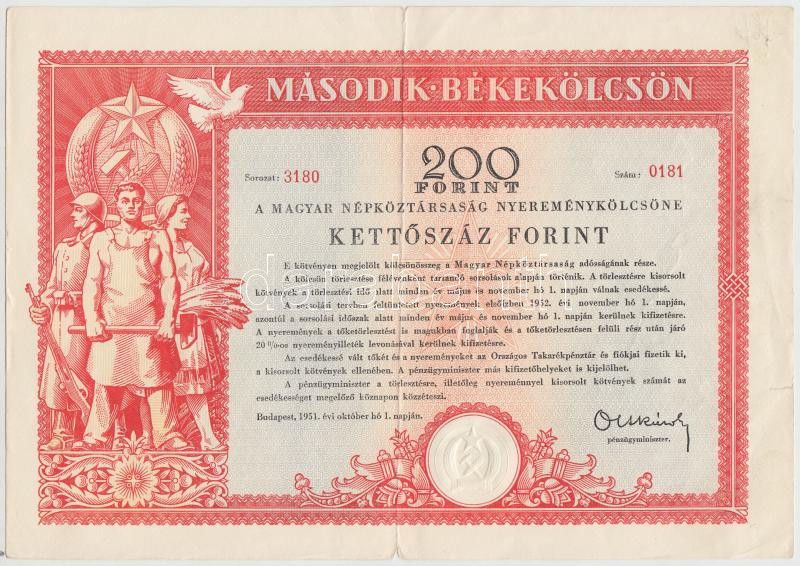 MÁSODIK·BÉKEKÖLCSÖN
200
FORINT
Sorozat: 3180
Szám: 0181
A MAGYAR NÉPKÖZTÁRSASÁG NYEREMÉNYKÖLCSÖNE
KETTŐSZÁZ FORINT
E kötvényen megjelölt kölcsönösszeg a Magyar Népköztársaság adósságának része.
A kölcsön törlesztése félévenként tartandó sorsolások alapján történik. A törlesztésre kisorsolt
kötvények a törlesztési idő alatt minden év május is november hó 1. napján válnak esedékessé.
A sorsolási tervben feltüntetett nyeremények előízben 1952. évi november hó 1. napján,
azontúl a sorsolási időszak alatt minden év május és november hó 1. napján kerülnek kifizetésre.
A nyeremények a tőketörlesztést is magukban foglalják és a tőketörlesztésen felüli rész után járó
20%-os nyereményilleték levonásával kerülnek kifizetésre.
Az esedékessé vált tőkét és a nyereményeket az Országos Takarékpénztár és fiókjai fizetik ki,
a kisorsolt kötvények ellenében. A pénzügyminiszter más kifizetőhelyeket is kijelölhet.
A pénzügyminiszter a törlesztésre, illetőleg nyereménnyel kisorsolt kötvények számát az
esedékességet megelőző hónapon közzéteszi.
Budapest, 1951. évi október hó 1. napján.
pénzügyminiszter.